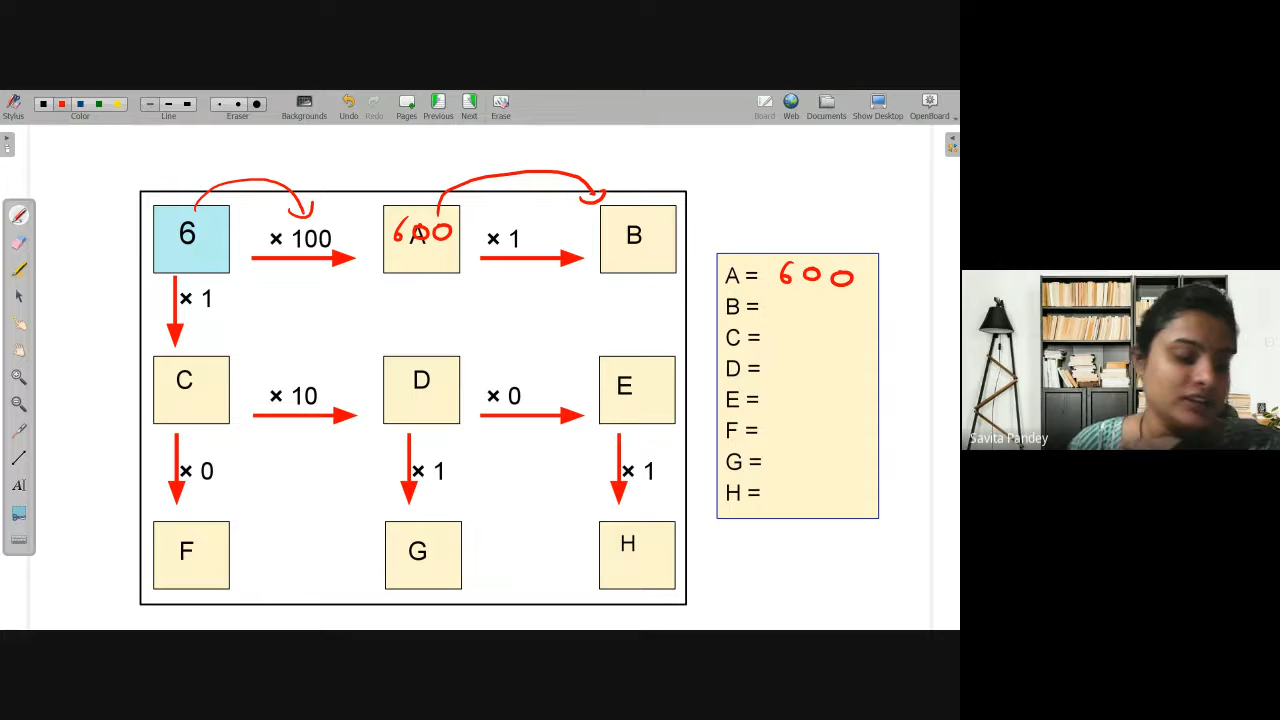 Stylus
Color
Line
Eraser
Backgrounds
Undo
Redo
Pages
Previous
Next
Erase
Board
Web
Documents
Show Desktop
OpenBoard
6
× 100
A
600
× 1
B
× 1
C
× 10
D
× 0
E
× 0
× 1
× 1
F
G
H
A = 600
B =
C =
D =
E =
F =
G =
H =
Savita Pandey